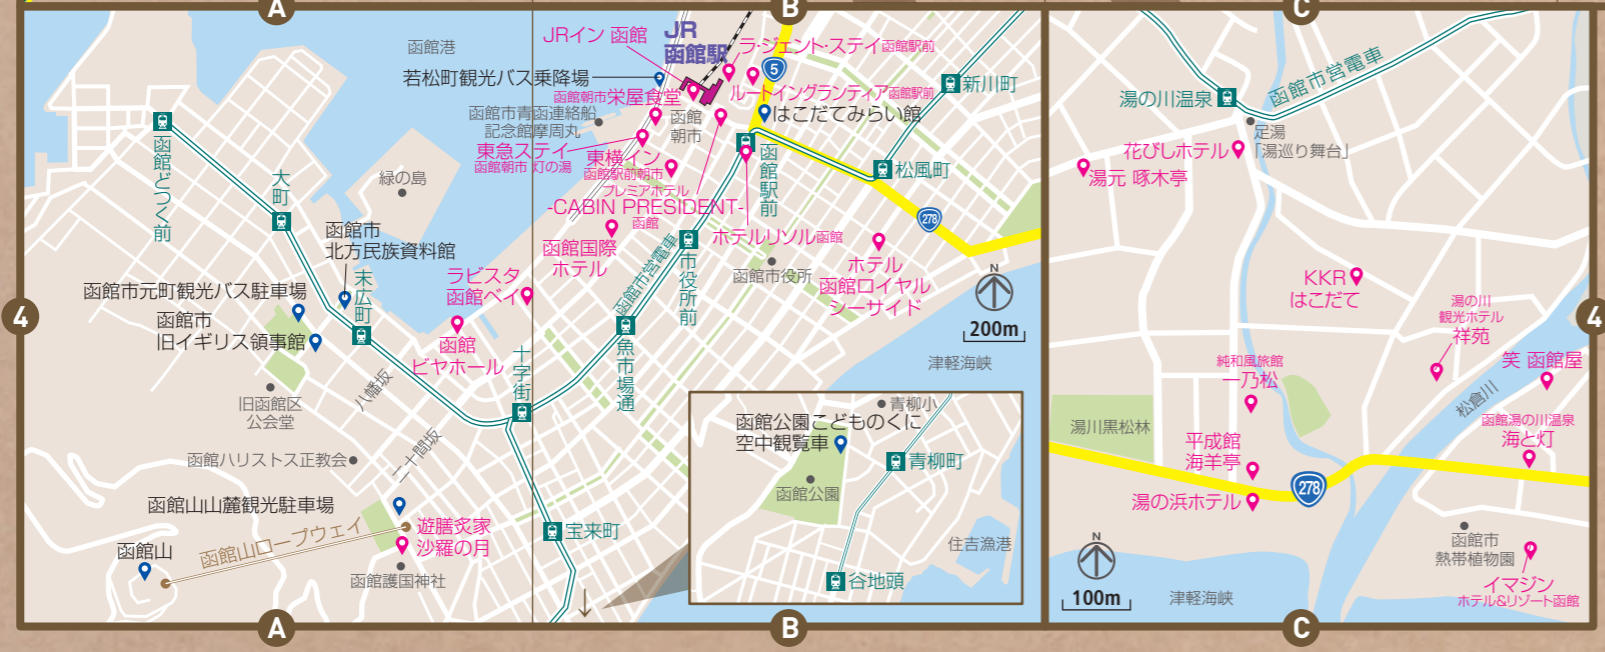 A
B
C
函館港
JRイン 函館
JR
函館駅
ラ・ジェント・ステイ函館駅前
5
若松町観光バス乗降場
ルートイングランティア函館駅前
新川町
函館朝市栄屋食堂
はこだてみらい館
函館市青函連絡船
記念館摩周丸
函館
朝市
東急ステイ
函館朝市 灯の湯
東横イン
函館駅前朝市
函館駅前
松風町
プレミアホテル
-CABIN PRESIDENT-
函館
278
函館どつく前
大町
緑の島
函館市
北方民族資料館
末広町
函館国際
ホテル
函館市営電車
市役所前
ホテルリソル函館
函館市役所
ホテル
函館ロイヤル
シーサイド
N
200m
ラビスタ
函館ベイ
函館市元町観光バス駐車場
函館市
旧イギリス領事館
4
函館
ビヤホール
十字街
魚市場通
津軽海峡
八幡坂
旧函館区
公会堂
二十間坂
函館ハリストス正教会
函館山山麓観光駐車場
函館山ロープウェイ
函館山
遊膳炙家
沙羅の月
函館護国神社
宝来町
青柳小
函館公園こどものくに
空中観覧車
青柳町
函館公園
住吉漁港
谷地頭
湯の川温泉
函館市営電車
足湯
「湯巡り舞台」
花びしホテル
湯元 啄木亭
KKR
はこだて
湯の川
観光ホテル
祥苑
4
純和風旅館
一乃松
笑 函館屋
松倉川
湯川黒松林
函館湯の川温泉
海と灯
平成館
海羊亭
278
湯の浜ホテル
函館市
熱帯植物園
N
100m
津軽海峡
イマジン
ホテル&リゾート函館
A
B
C